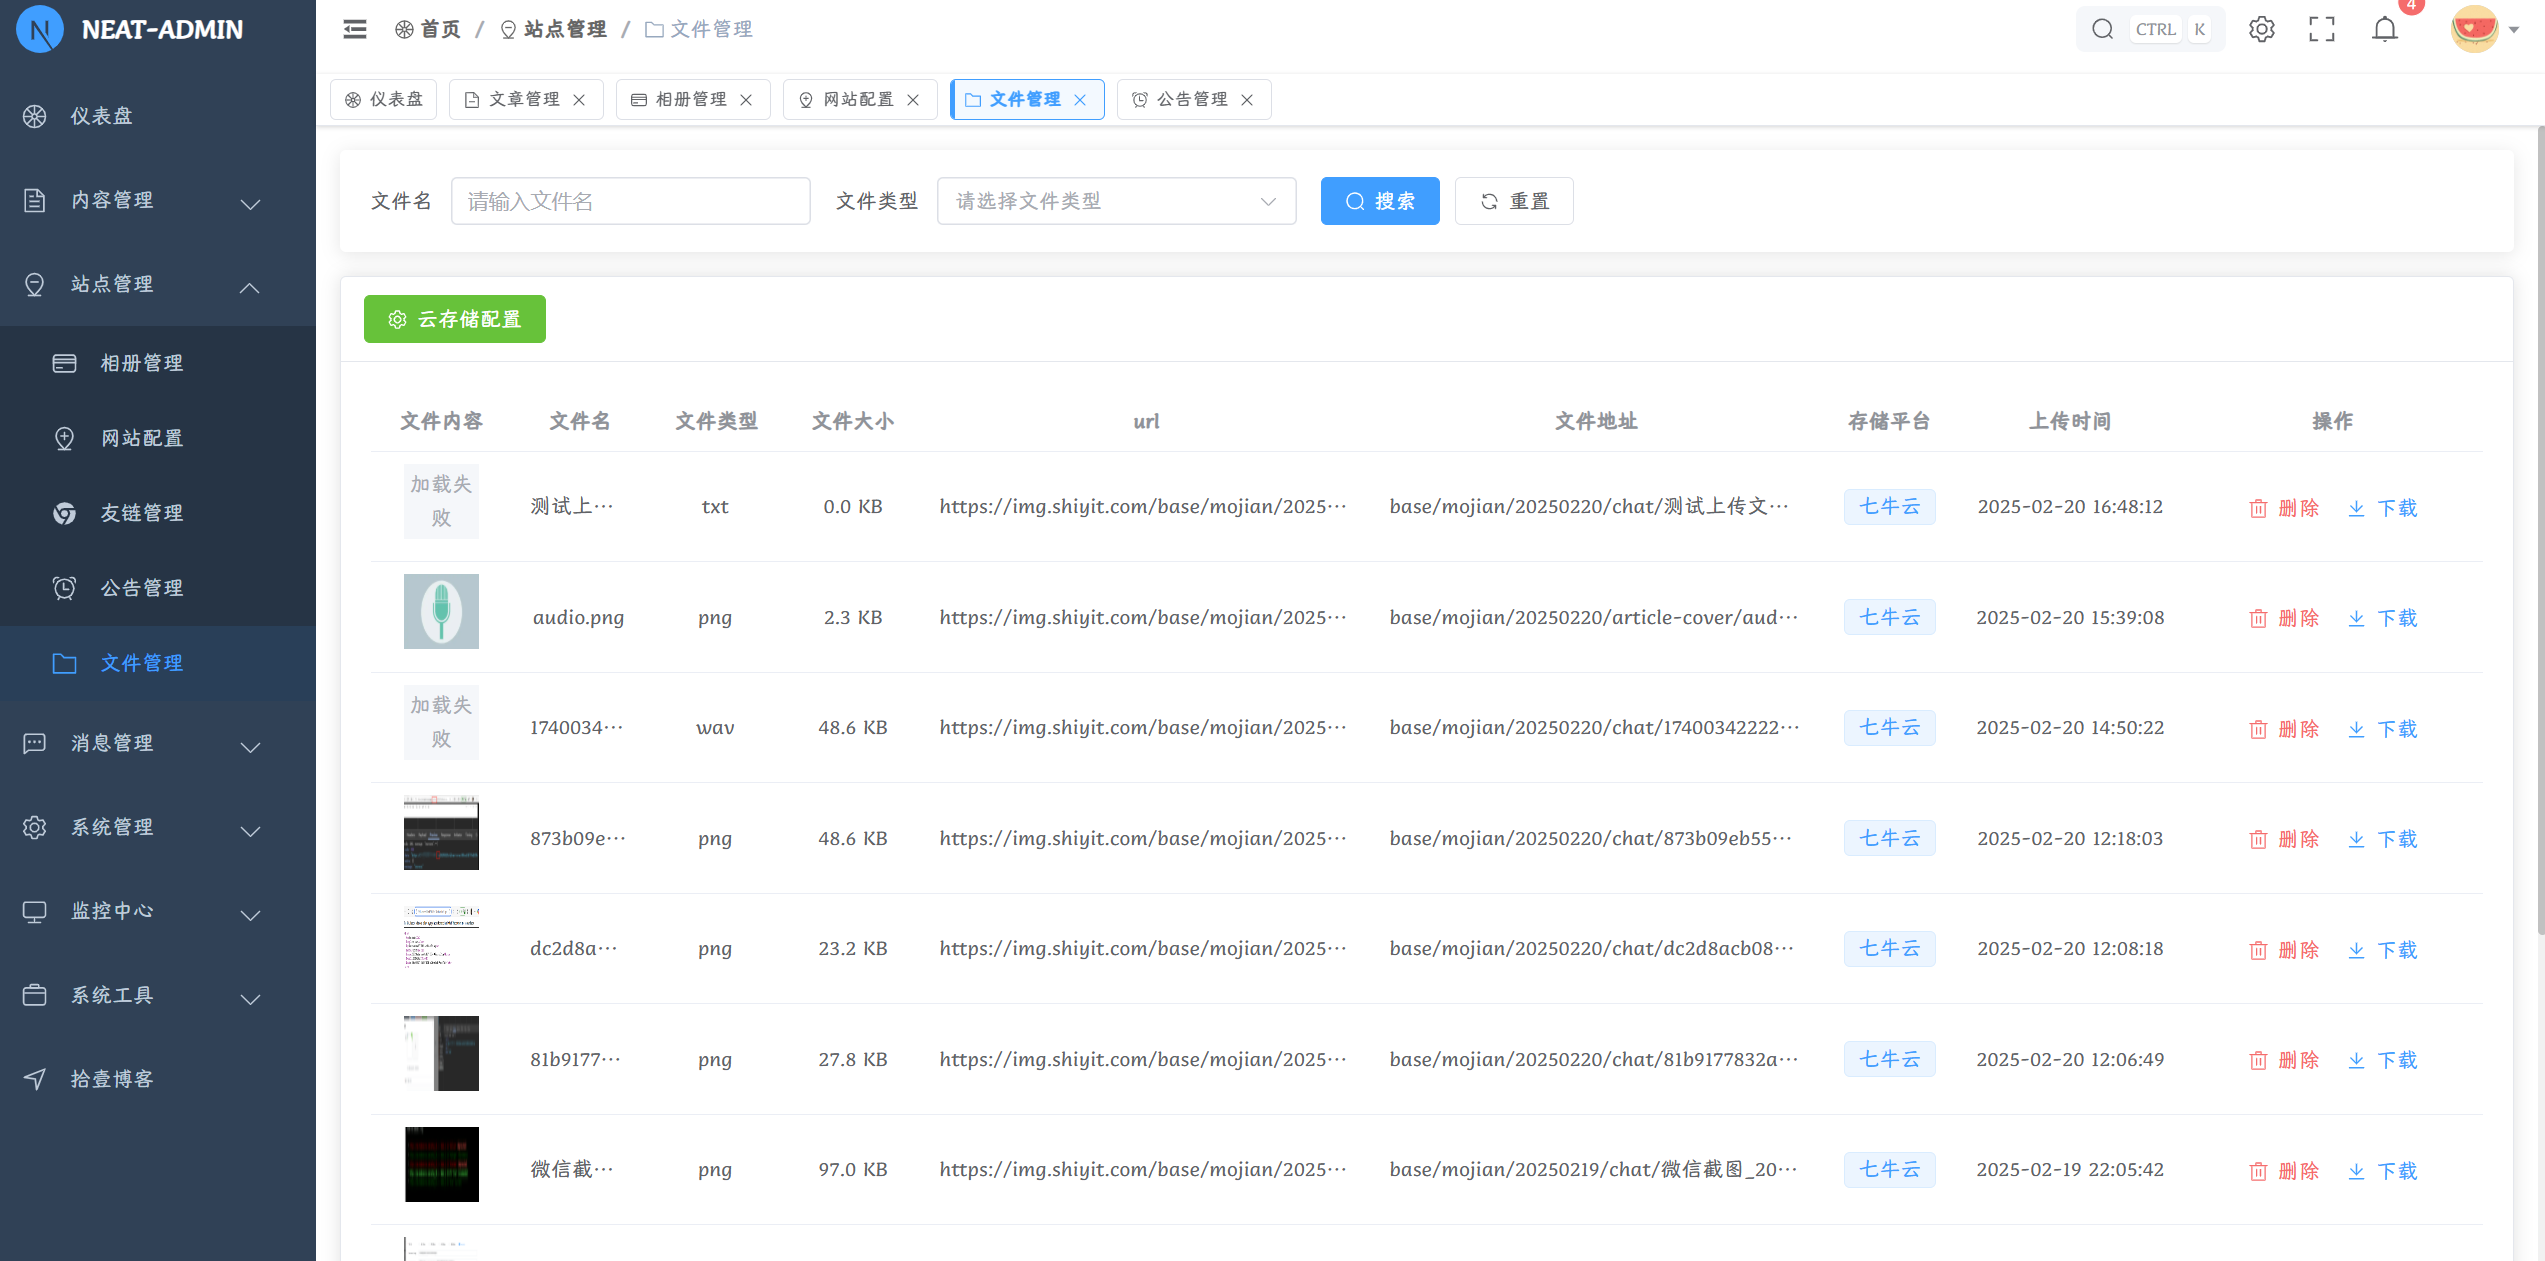 NEAT-ADMIN
首页 / 站点管理 / 文件管理
CTRL K
4
仪表盘
文章管理
相册管理
网站配置
文件管理
公告管理
仪表盘
内容管理
站点管理
相册管理
网站配置
友链管理
公告管理
文件管理
消息管理
系统管理
监控中心
系统工具
拾壹博客
文件名 请输入文件名 文件类型 请选择文件类型 搜索 重置
云存储配置
文件内容 文件名 文件类型 文件大小 url 文件地址 存储平台 上传时间 操作
加载失败 测试上··· txt 0.0 KB https://img.shiyit.com/base/mojian/2025··· base/mojian/20250220/chat/测试上传文··· 七牛云 2025-02-20 16:48:12 删除 下载
audio.png png 2.3 KB https://img.shiyit.com/base/mojian/2025··· base/mojian/20250220/article-cover/aud··· 七牛云 2025-02-20 15:39:08 删除 下载
加载失败 1740034··· wav 48.6 KB https://img.shiyit.com/base/mojian/2025··· base/mojian/20250220/chat/17400342222··· 七牛云 2025-02-20 14:50:22 删除 下载
873b09e··· png 48.6 KB https://img.shiyit.com/base/mojian/2025··· base/mojian/20250220/chat/873b09eb55··· 七牛云 2025-02-20 12:18:03 删除 下载
dc2d8a··· png 23.2 KB https://img.shiyit.com/base/mojian/2025··· base/mojian/20250220/chat/dc2d8acb08··· 七牛云 2025-02-20 12:08:18 删除 下载
81b9177··· png 27.8 KB https://img.shiyit.com/base/mojian/2025··· base/mojian/20250220/chat/81b9177832a··· 七牛云 2025-02-20 12:06:49 删除 下载
微信截··· png 97.0 KB https://img.shiyit.com/base/mojian/2025··· base/mojian/20250219/chat/微信截图_20··· 七牛云 2025-02-19 22:05:42 删除 下载